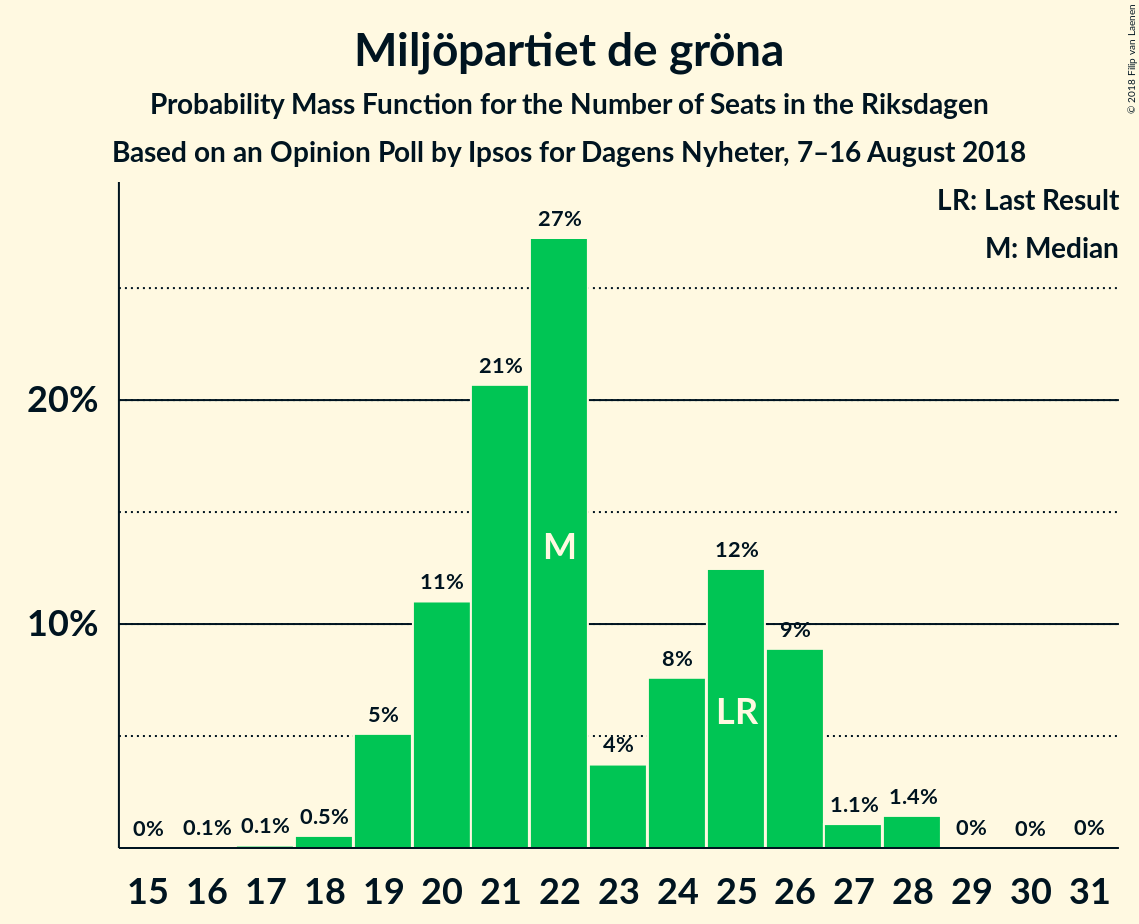 Miljöpartiet de gröna
Probability Mass Function for the Number of Seats in the Riksdagen
Based on an Opinion Poll by Ipsos for Dagens Nyheter, 7–16 August 2018
© 2018 Filip van Laenen
LR: Last Result
M: Median
27%
21%
20%
M
12%
11%
10%
9%
8%
LR
5%
4%
0% 0.1% 0.1% 0.5% 1.1% 1.4% 0% 0% 0%
15 16 17 18 19 20 21 22 23 24 25 26 27 28 29 30 31